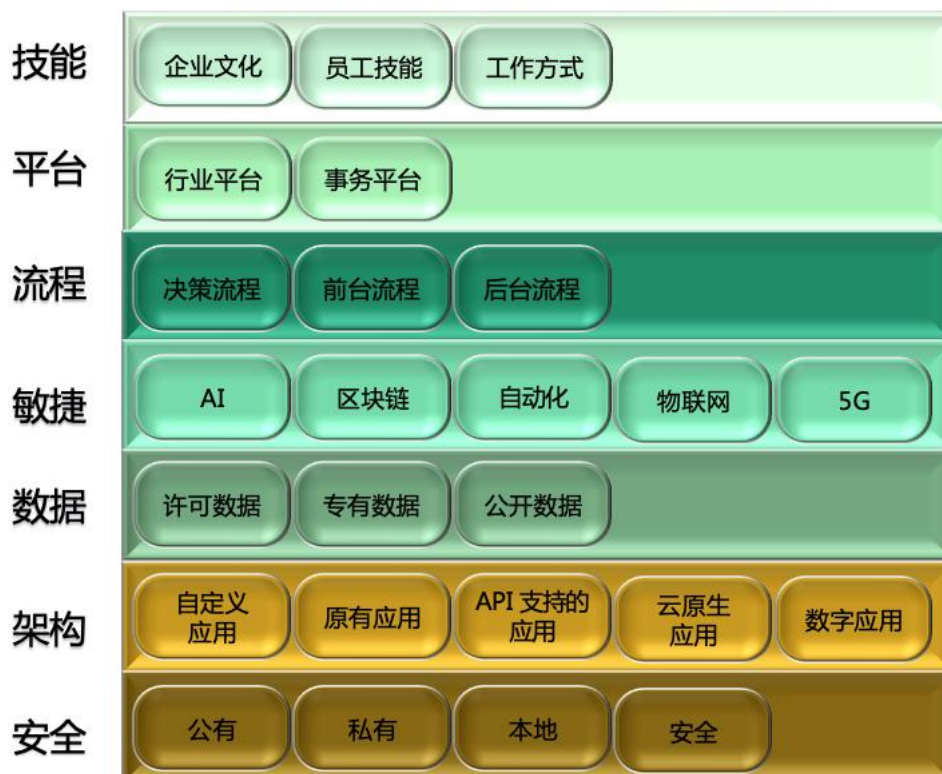 技能
企业文化
员工技能
工作方式
平台
行业平台
事务平台
流程
决策流程
前台流程
后台流程
敏捷
AI
区块链
自动化
物联网
5G
数据
许可数据
专有数据
公开数据
架构
自定义
应用
原有应用
API 支持的
应用
云原生
应用
数字应用
安全
公有
私有
本地
安全